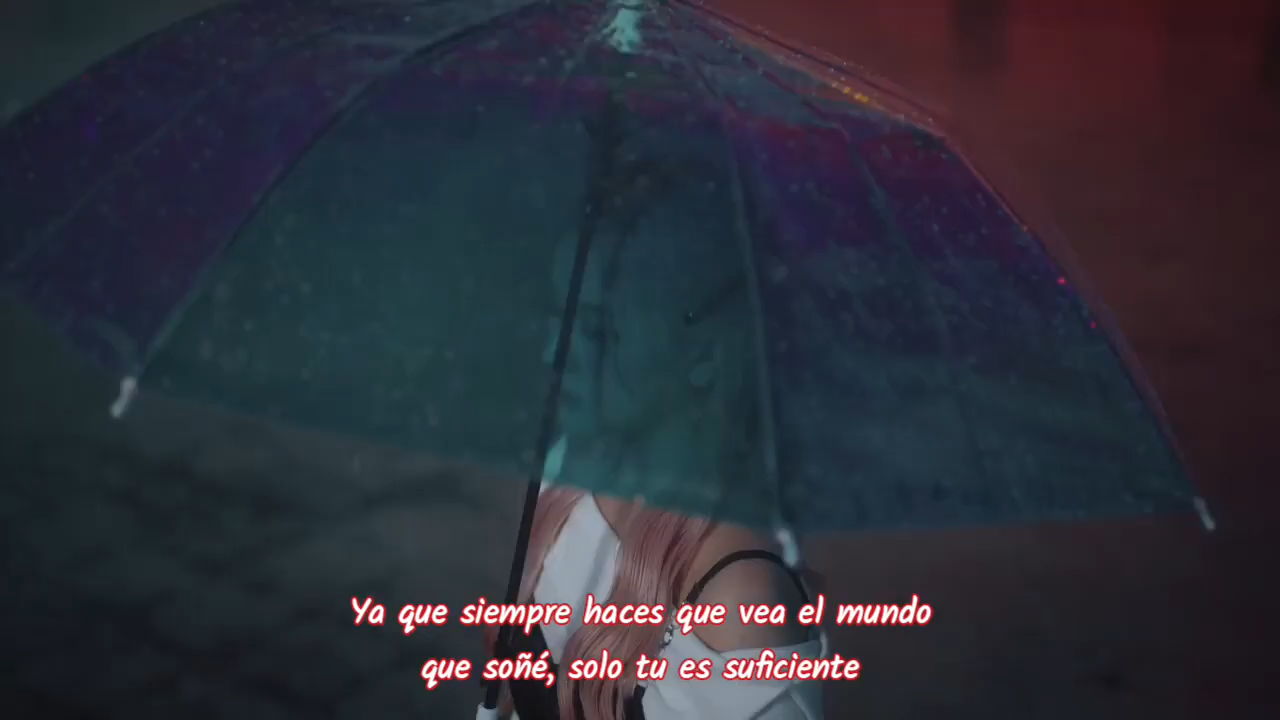 Ya que siempre haces que vea el mundo
que soñé, solo tu es suficiente